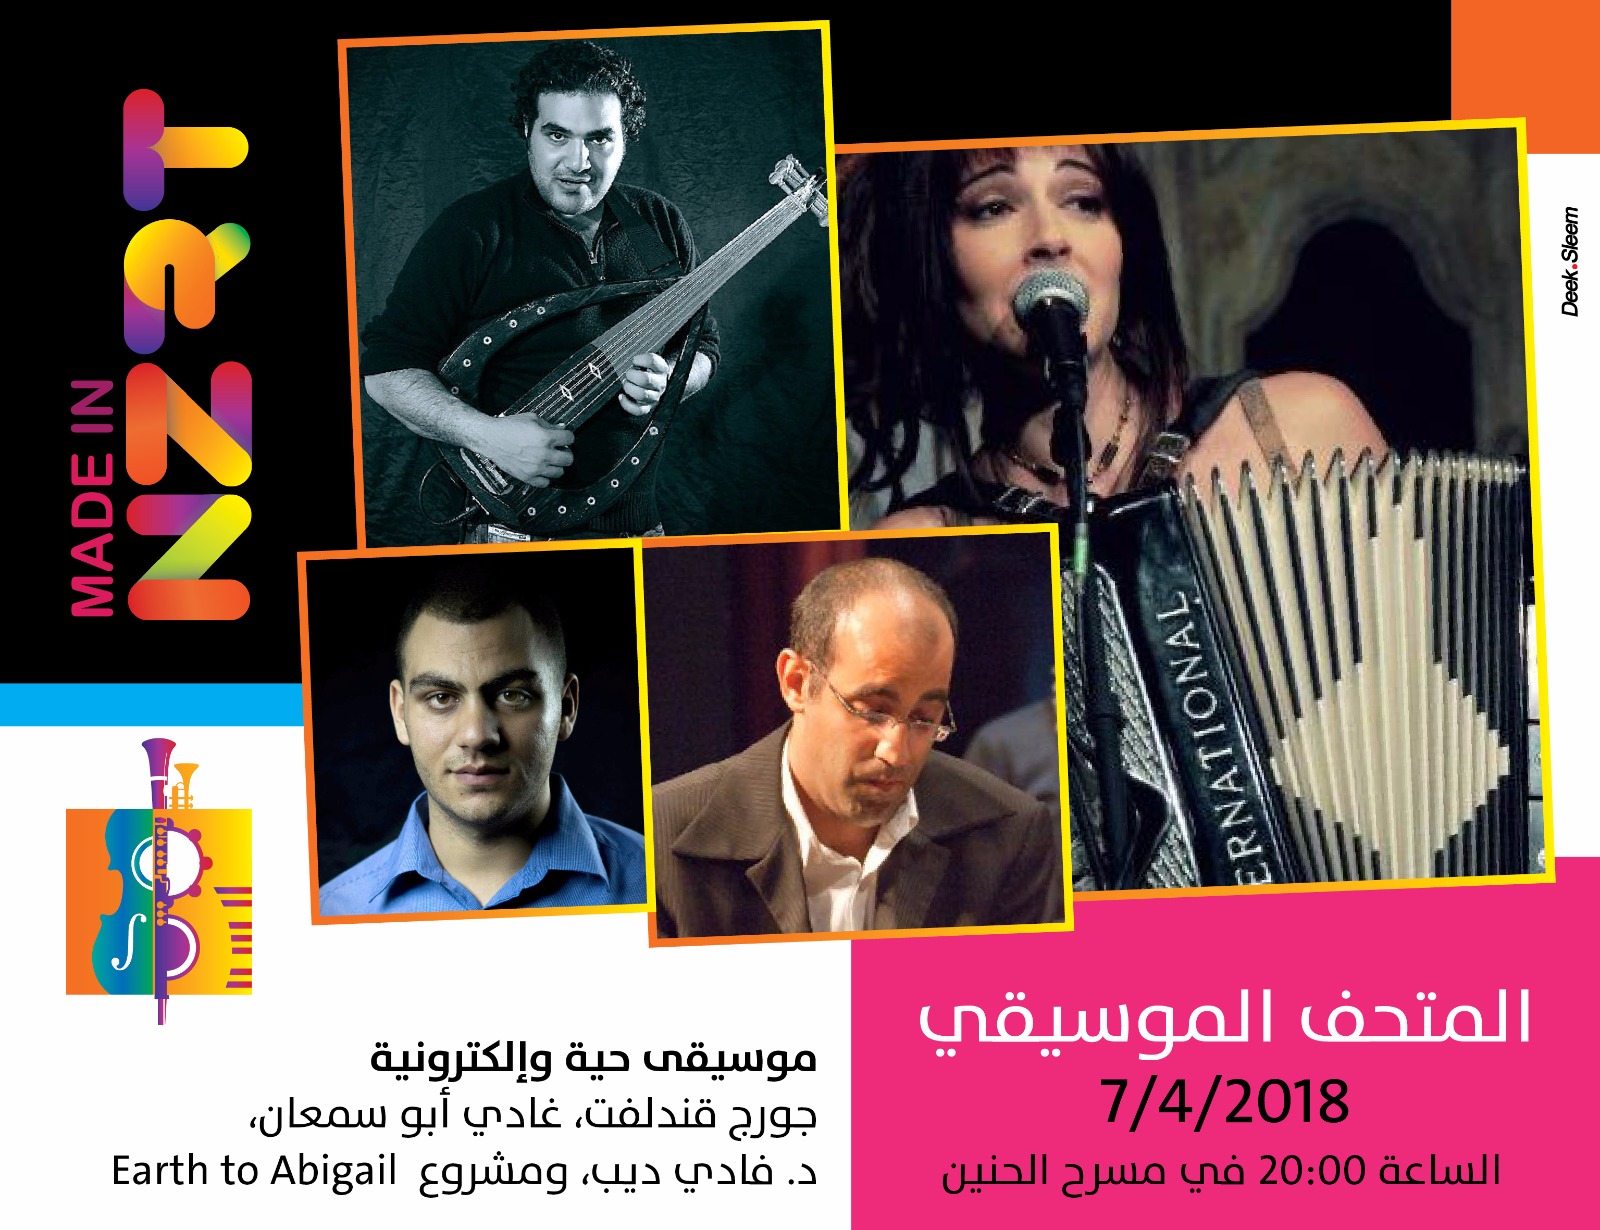 MADE IN
NZRT
Deek.Sleem
ERNATIONAL
المتحف الموسيقي
7/4/2018
الساعة 20:00 في مسرح الحنين
موسيقى حية وإلكترونية
جورج قندلفت، غادي أبو سمعان،
د. فادي ديب، ومشروع Earth to Abigail